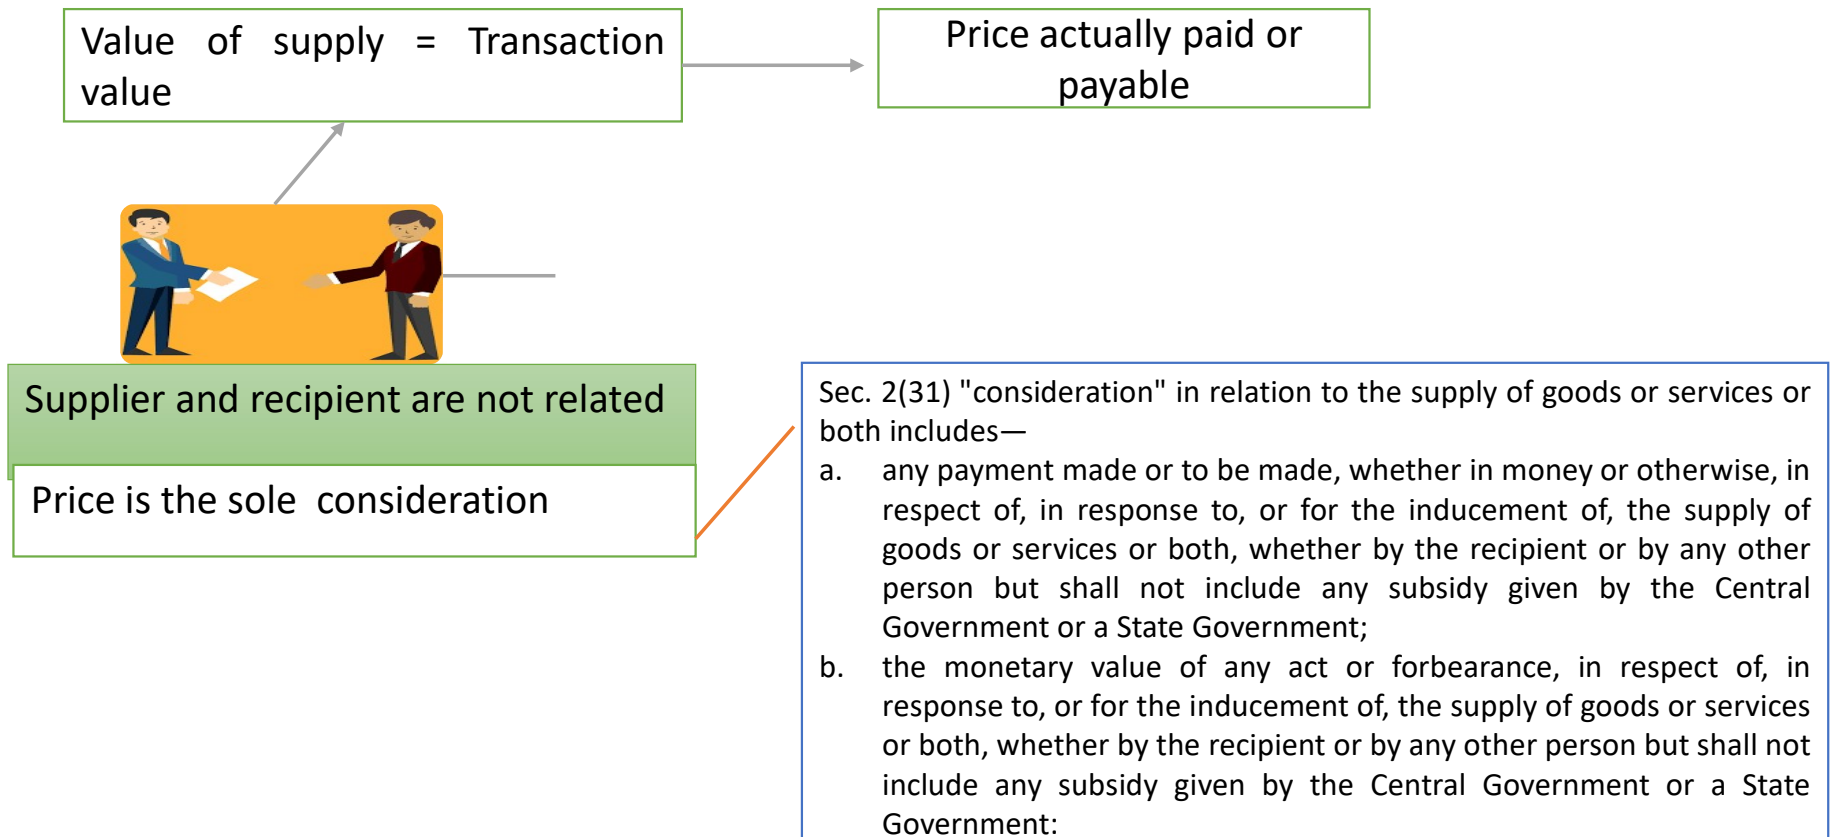 Value of supply = Transaction
value
Price actually paid or
payable
Supplier and recipient are not related
Price is the sole consideration
Sec. 2(31) "consideration" in relation to the supply of goods or services or
both includes—
a. any payment made or to be made, whether in money or otherwise, in
respect of, in response to, or for the inducement of, the supply of
goods or services or both, whether by the recipient or by any other
person but shall not include any subsidy given by the Central
Government or a State Government;
b. the monetary value of any act or forbearance, in respect of, in
response to, or for the inducement of, the supply of goods or services
or both, whether by the recipient or by any other person but shall not
include any subsidy given by the Central Government or a State
Government: